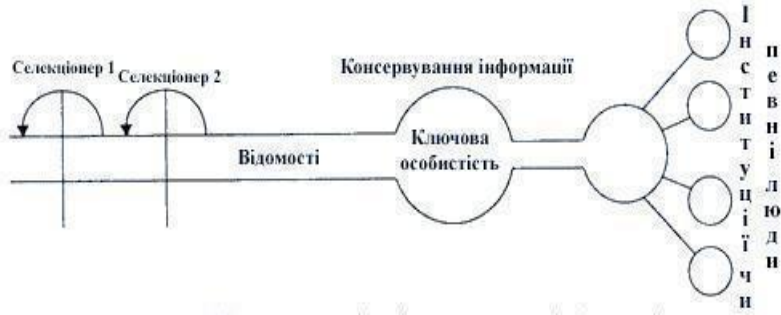 Селекціонер 1
Селекціонер 2
Консервування інформації
Відомості
Ключова
особистість
Інституції чи
певні люди